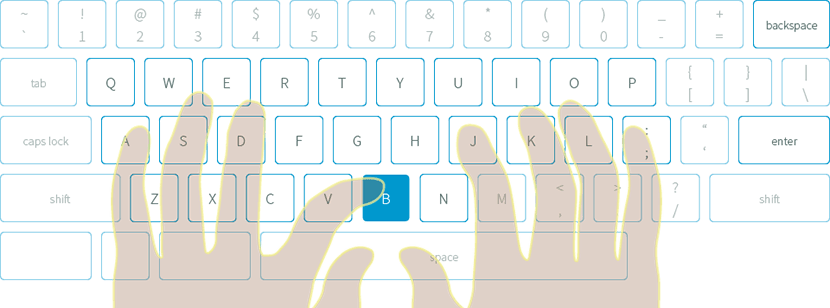 ~ ! @ # $ % ^ & * ( ) _ +
` 1 2 3 4 5 6 7 8 9 0 - = backspace
tab Q W E R T Y U I O P { } |
[ ] \
caps lock A S D F G H J K L : " enter
; ‘
shift Z X C V B N M < > ? shift
, . /
space